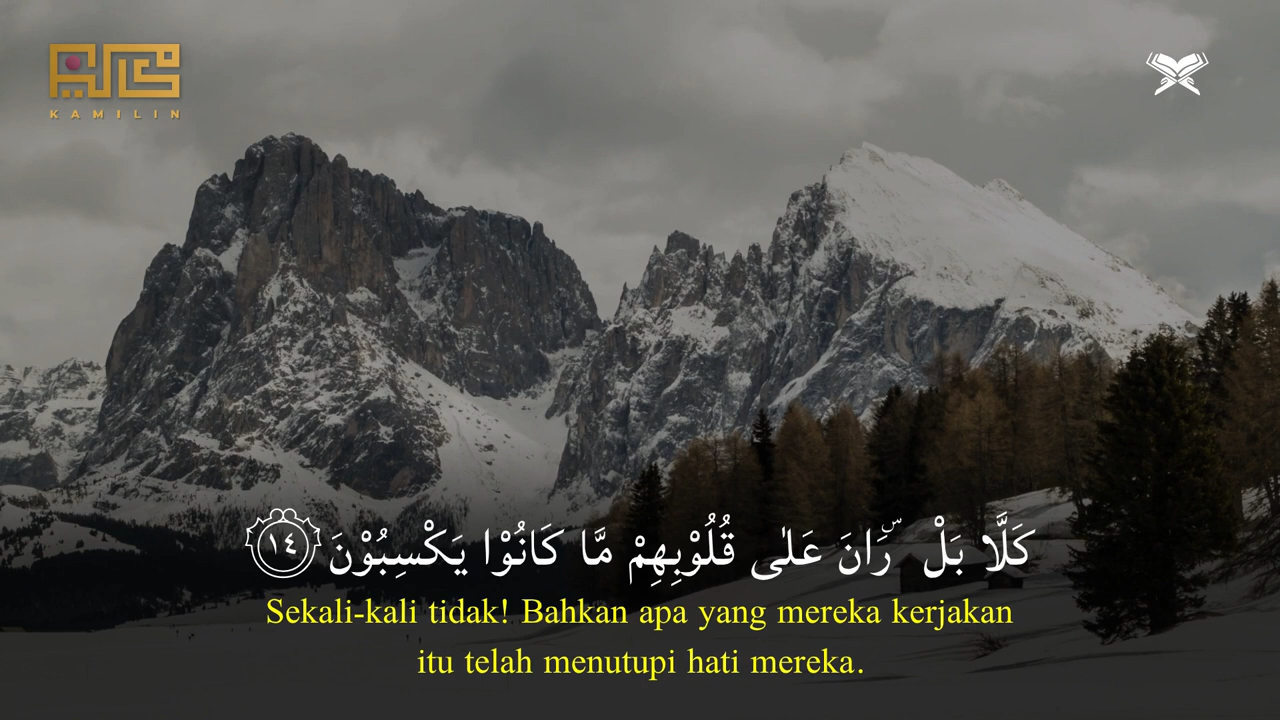 KAMILIN
كَلَّا بَلْ ۜ رَانَ عَلٰى قُلُوْبِهِمْ مَّا كَانُوْا يَكْسِبُوْنَ ١٤
Sekali-kali tidak! Bahkan apa yang mereka kerjakan
itu telah menutupi hati mereka.